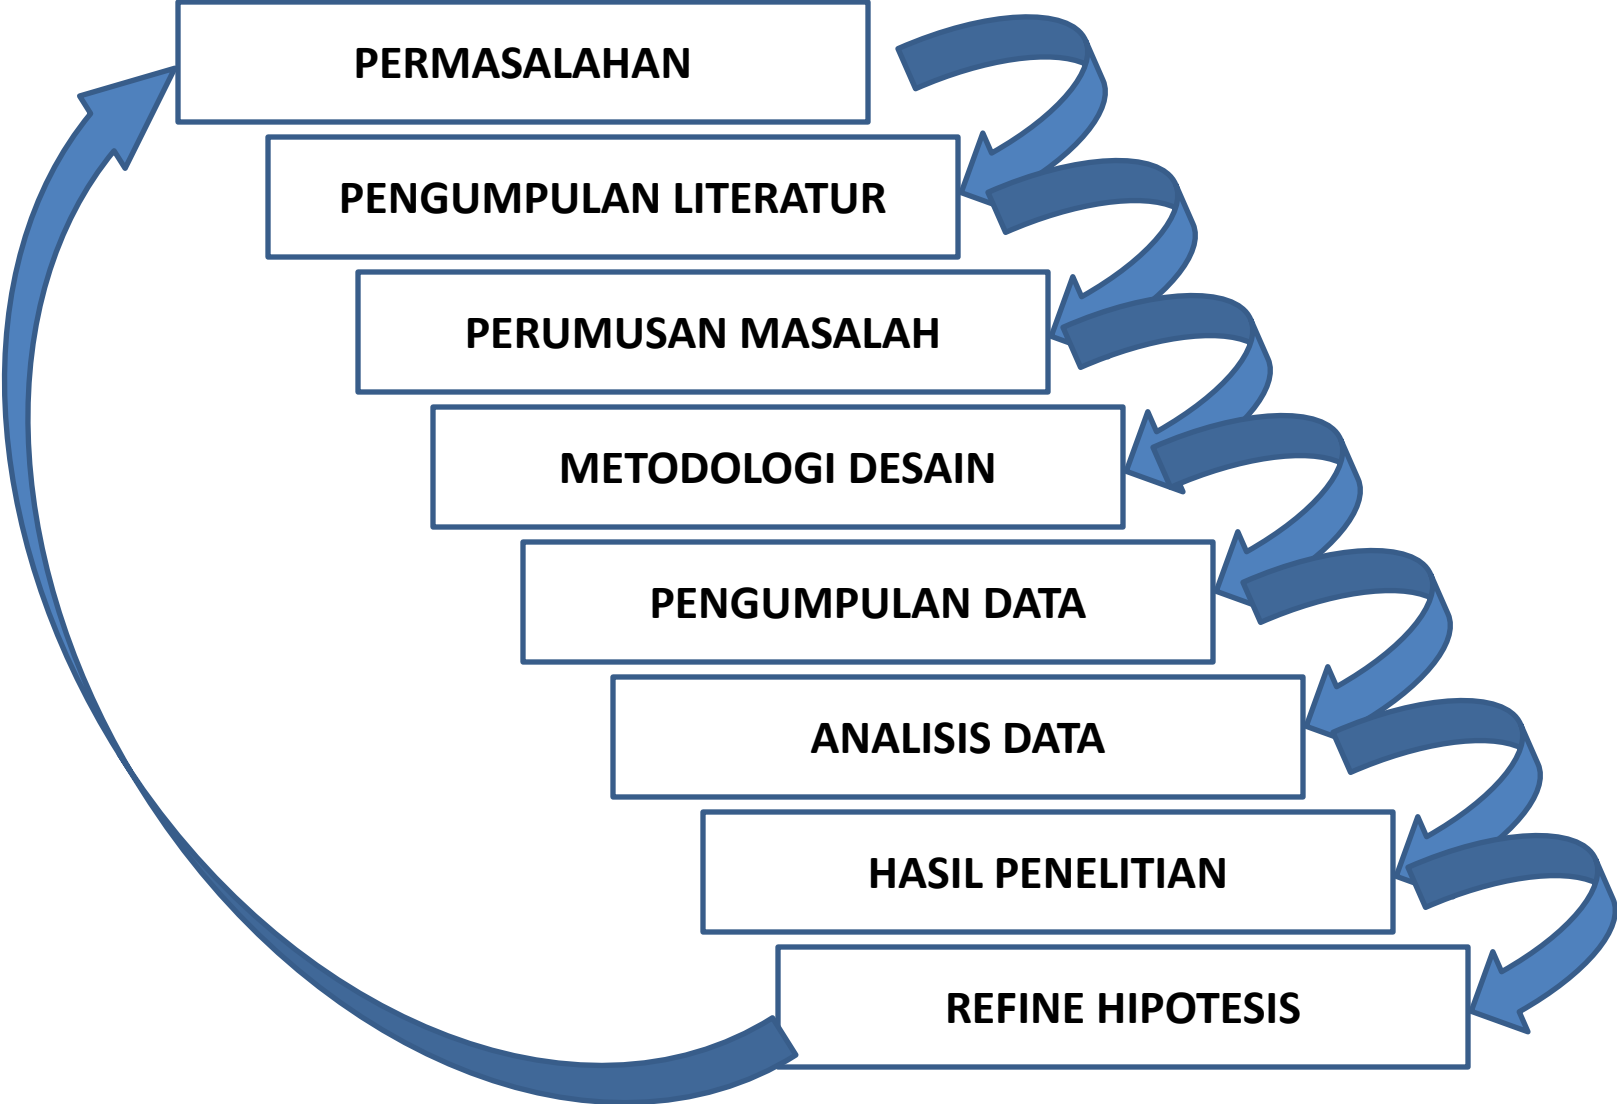 PERMASALAHAN
PENGUMPULAN LITERATUR
PERUMUSAN MASALAH
METODOLOGI DESAIN
PENGUMPULAN DATA
ANALISIS DATA
HASIL PENELITIAN
REFINE HIPOTESIS